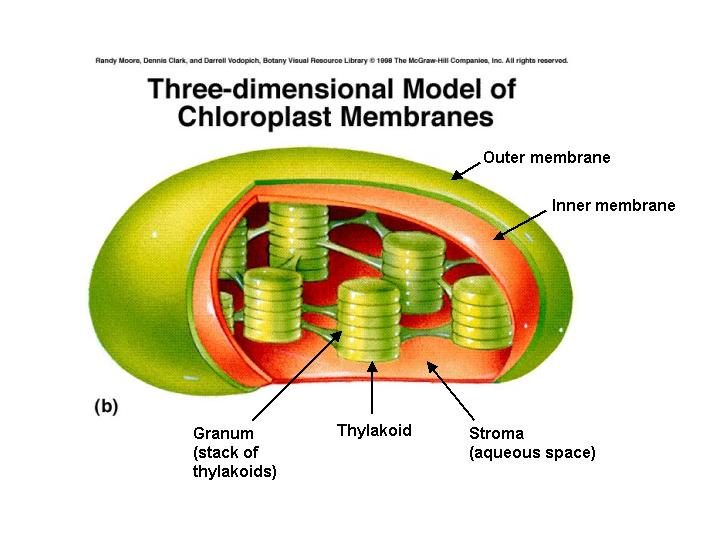 Randy Moore, Dennis Clark, and Darrell Vodopich, Botany Visual Resource Library © 1998 The McGraw-Hill Companies, Inc. All rights reserved.
Three-dimensional Model of
Chloroplast Membranes
Outer membrane
Inner membrane
(b)
Granum
(stack of
thylakoids)
Thylakoid
Stroma
(aqueous space)